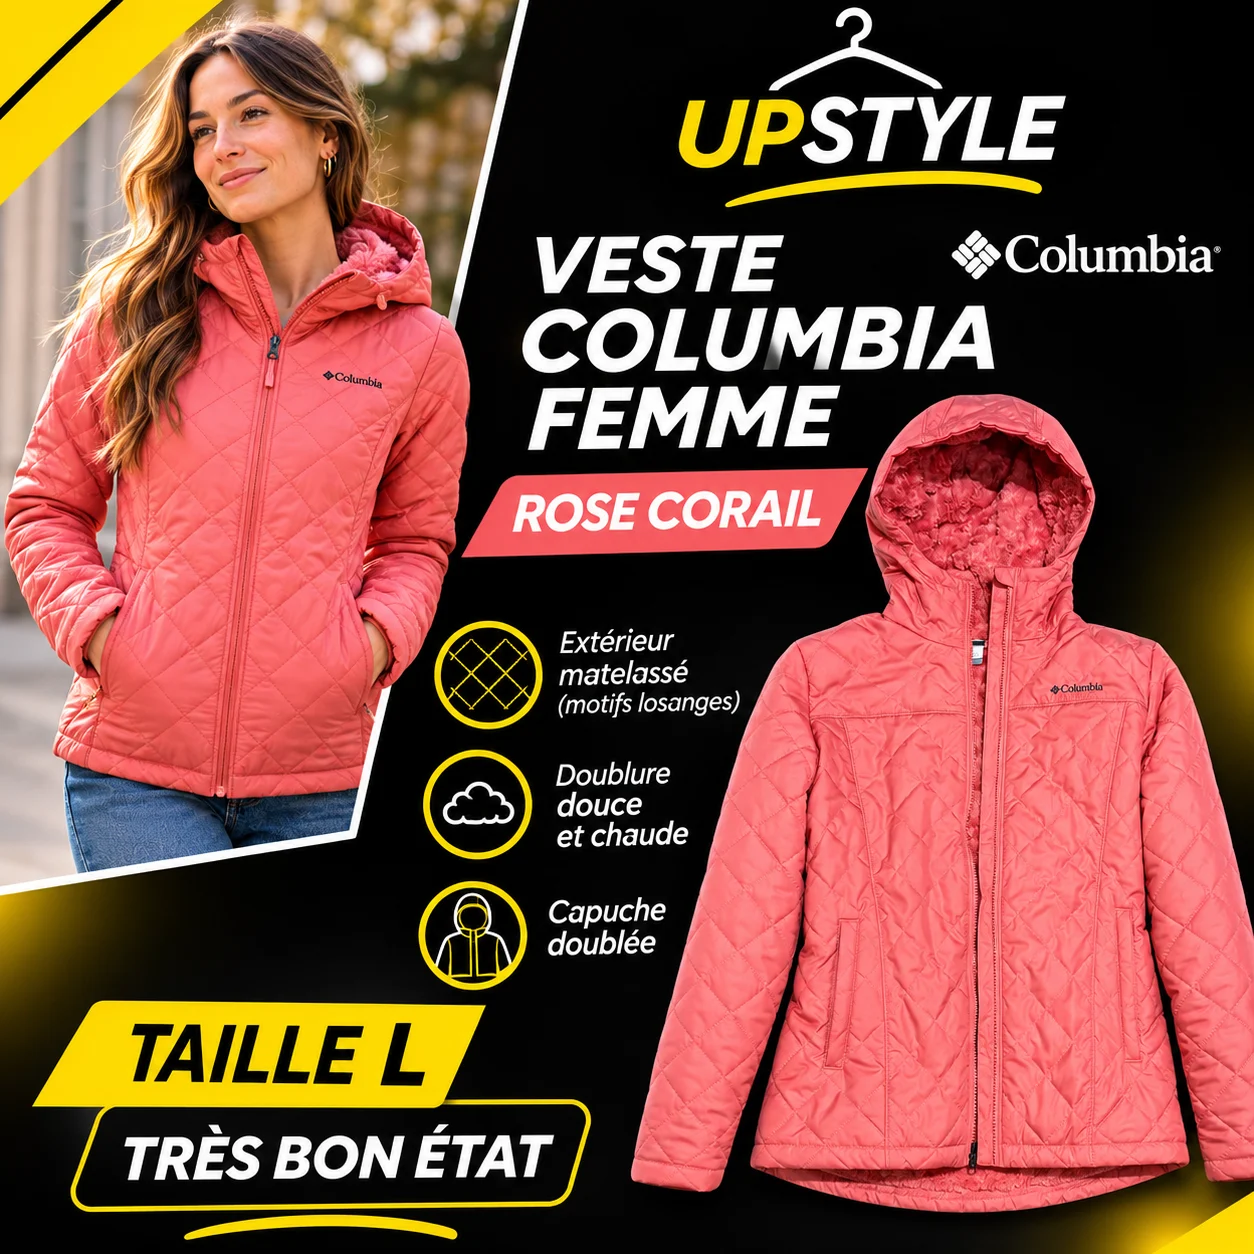 UPSTYLE
VESTE
COLUMBIA
FEMME
Columbia®
ROSE CORAIL
Columbia
Extérieur
matelassé
(motifs losanges)
Doublure
douce
et chaude
Capuche
doublée
Columbia
TAILLE L
TRÈS BON ÉTAT